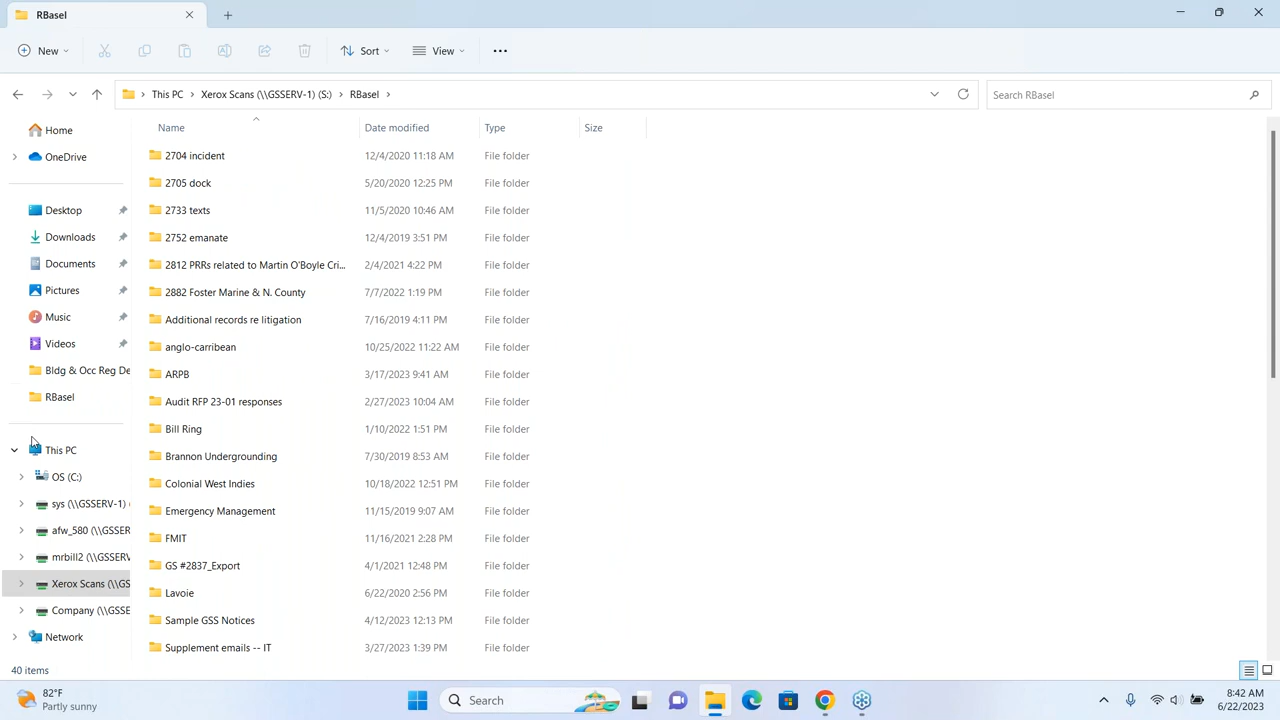 RBasel
New
Sort
View
This PC
Xerox Scans (\\GSSERV-1) (S:)
RBasel
Search RBasel
Home
OneDrive
Desktop
Downloads
Documents
Pictures
Music
Videos
Bldg & Occ Reg De
RBasel
This PC
OS (C:)
sys (\\GSSERV-1)
afw_580 (\\GSSER
mrbill2 (\\GSSERV
Xerox Scans (\\GS
Company (\\GSSE
Network
Name Date modified Type Size
2704 incident 12/4/2020 11:18 AM File folder
2705 dock 5/20/2020 12:25 PM File folder
2733 texts 11/5/2020 10:46 AM File folder
2752 emanate 12/4/2019 3:51 PM File folder
2812 PRRs related to Martin O'Boyle Cri... 2/4/2021 4:22 PM File folder
2882 Foster Marine & N. County 7/7/2022 1:19 PM File folder
Additional records re litigation 7/16/2019 4:11 PM File folder
anglo-carribean 10/25/2022 11:22 AM File folder
ARPB 3/17/2023 9:41 AM File folder
Audit RFP 23-01 responses 2/27/2023 10:04 AM File folder
Bill Ring 1/10/2022 1:51 PM File folder
Brannon Undergrounding 7/30/2019 8:53 AM File folder
Colonial West Indies 10/18/2022 12:51 PM File folder
Emergency Management 11/15/2019 9:07 AM File folder
FMIT 11/16/2021 2:28 PM File folder
GS #2837_Export 4/1/2021 12:48 PM File folder
Lavoie 6/22/2020 2:56 PM File folder
Sample GSS Notices 4/12/2023 12:13 PM File folder
Supplement emails -- IT 3/27/2023 1:39 PM File folder
40 items
82°F
Partly sunny
Search
8:42 AM
6/22/2023